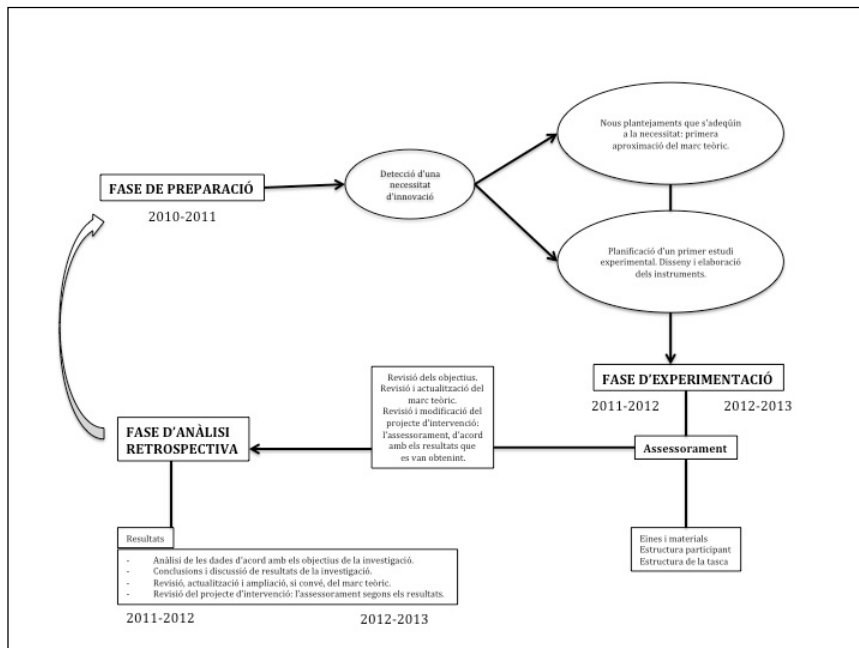 Nous plantejaments que s'adeqüin
a la necessitat: primera
aproximació del marc teòric.
Detecció d'una
necessitat
d'innovació
FASE DE PREPARACIÓ
2010-2011
Planificació d'un primer estudi
experimental. Disseny i elaboració
dels instruments.
FASE D'EXPERIMENTACIÓ
2011-2012 2012-2013
Assessorament
Eines i materials
Estructura participant
Estructura de la tasca
Revisió dels objectius.
Revisió i actualització del
marc teòric.
Revisió i modificació del
projecte d'intervenció:
l'assessorament, d'acord
amb els resultats que
es van obtenint.
FASE D'ANÀLISI
RETROSPECTIVA
Resultats
- Anàlisi de les dades d'acord amb els objectius de la investigació.
- Conclusions i discussió de resultats de la investigació.
- Revisió, actualització i ampliació, si convé, del marc teòric.
- Revisió del projecte d'intervenció: l'assessorament segons els resultats.
2011-2012 2012-2013